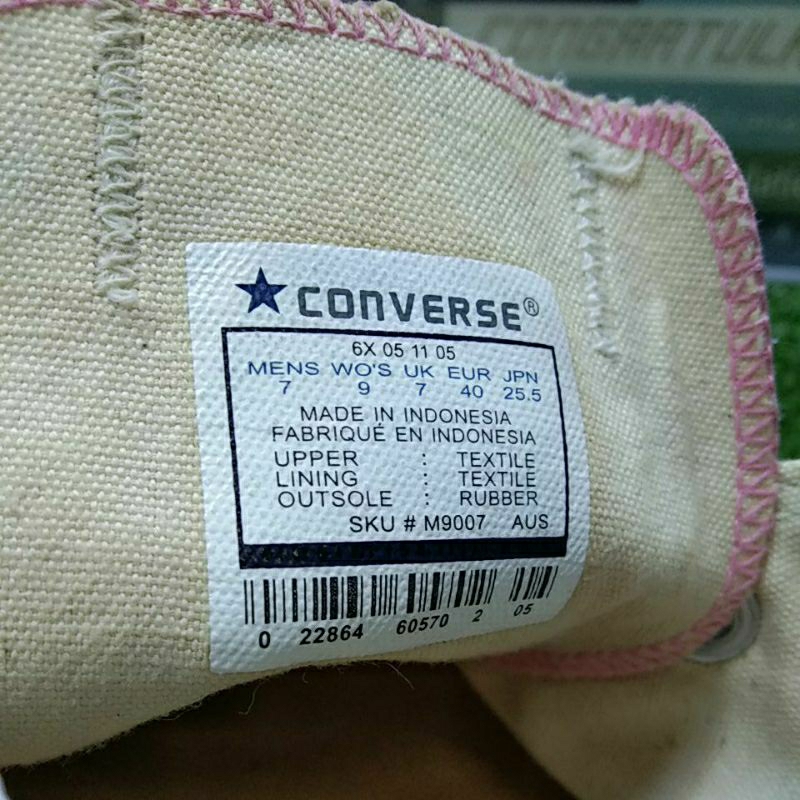 CONGRATUL
CONVERSE®
6X 05 11 05
MENS WO'S UK EUR JPN
7 9 7 40 25.5
MADE IN INDONESIA
FABRIQUÉ EN INDONESIA
UPPER : TEXTILE
LINING : TEXTILE
OUTSOLE : RUBBER
SKU # M9007 AUS
0 22864 60570 2 05